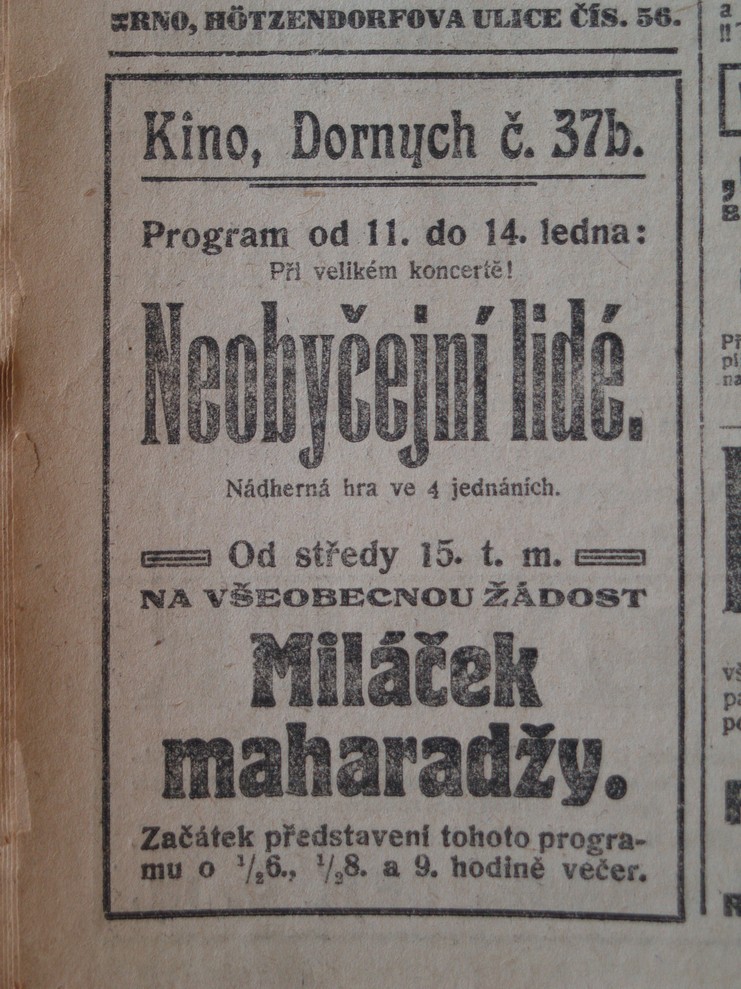 BRNO, HÖTZENDORFOVA ULICE ČÍS. 56.
Kino, Dornych č. 37b.
Program od 11. do 14. ledna:
Při velikém koncertě!
Neobyčejní lidé.
Nádherná hra ve 4 jednáních.
Od středy 15. t. m.
NA VŠEOBECNOU ŽÁDOST
Miláček
maharadžy.
Začátek představení tohoto progra-
mu o 1/26., 1/28. a 9. hodině večer.